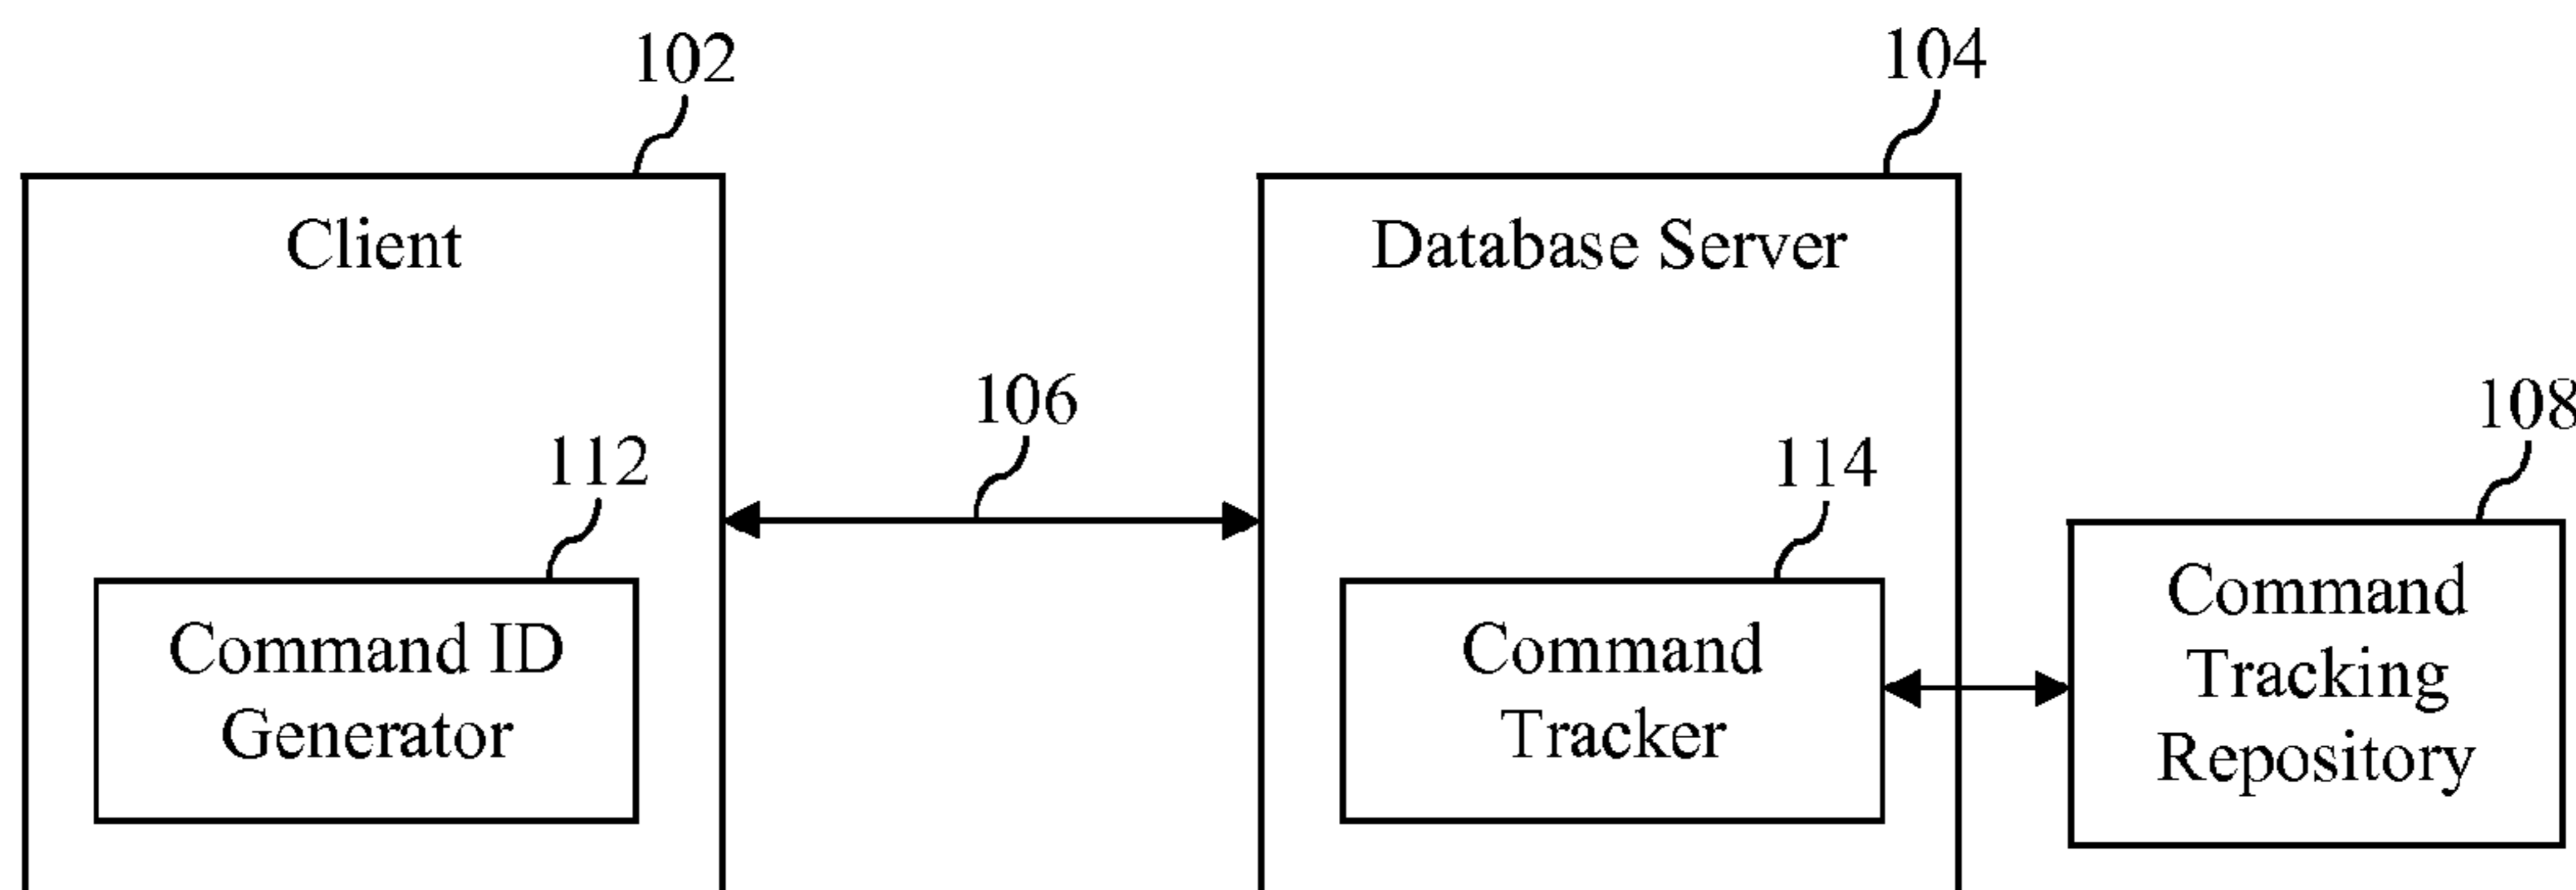 102
104
Client
Database Server
106
108
112
114
Command ID
Generator
Command
Tracker
Command
Tracking
Repository